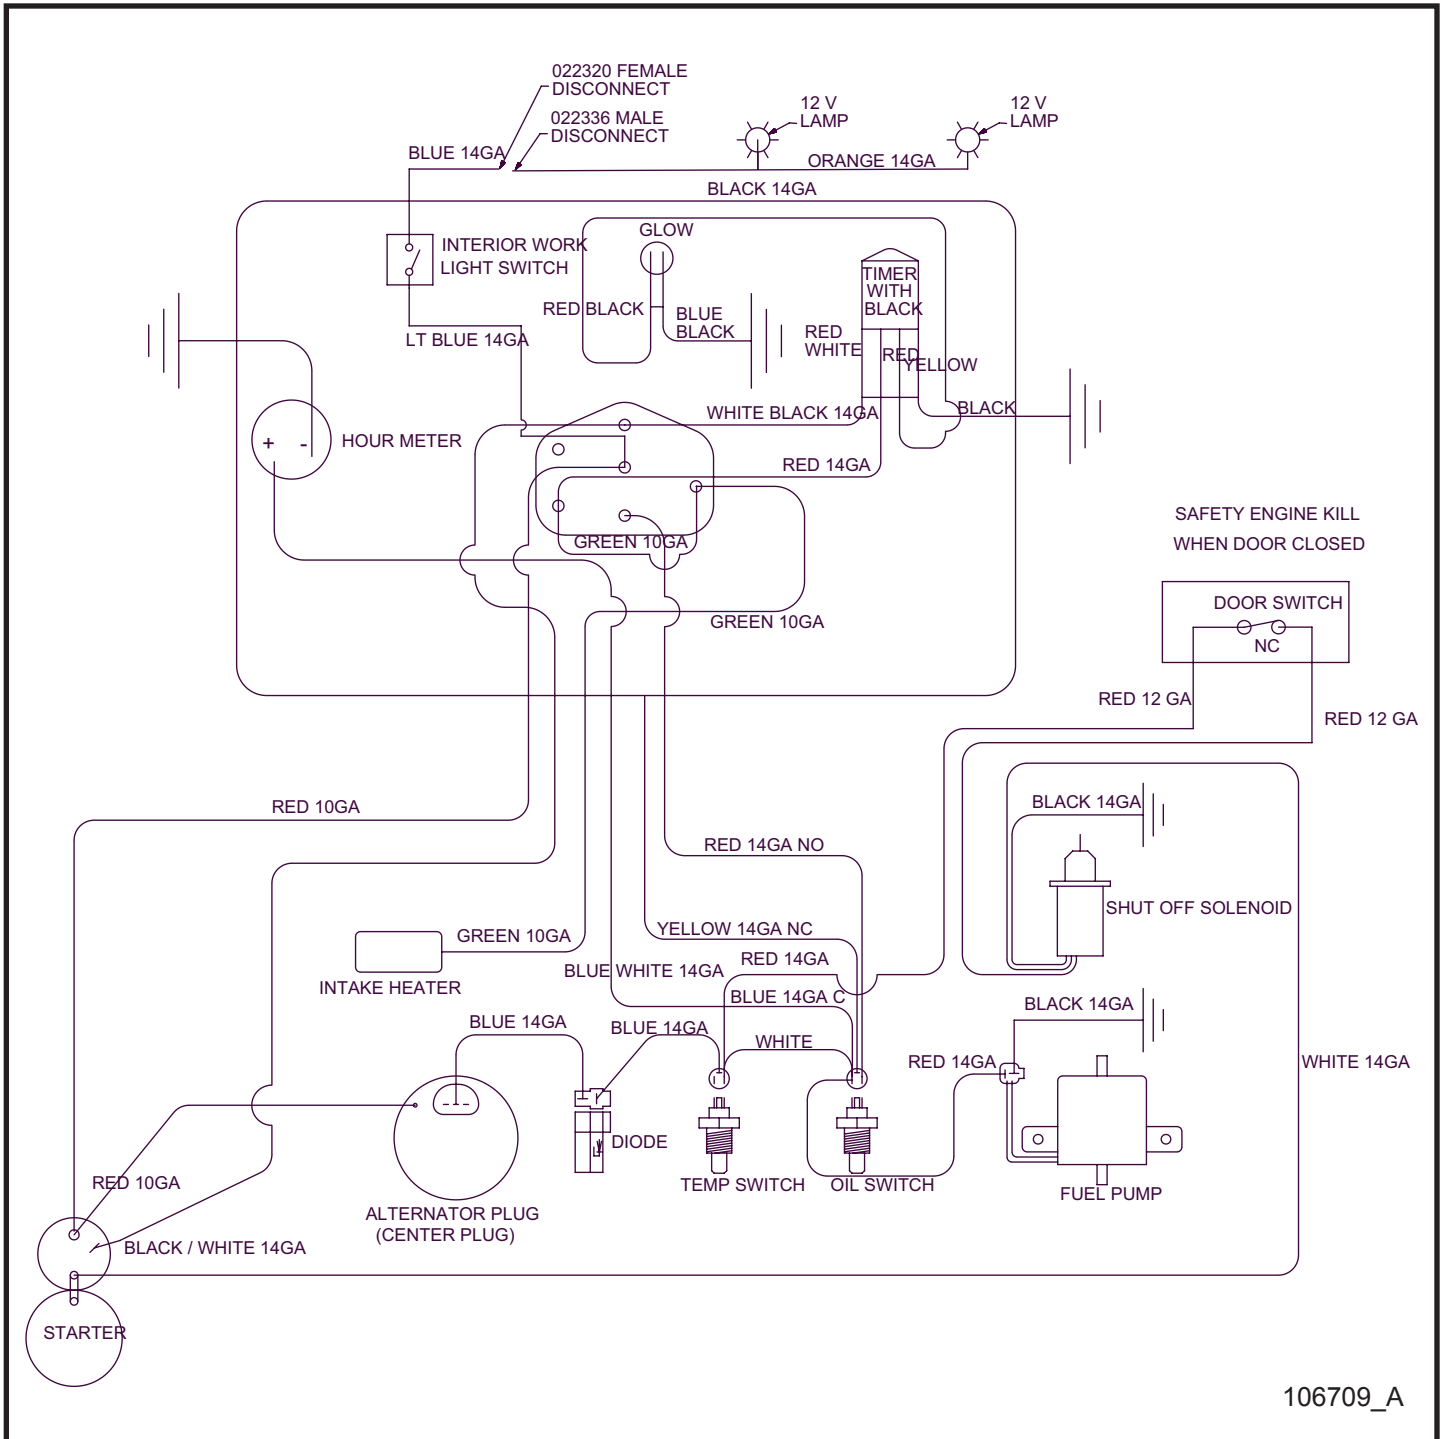 022320 FEMALE
DISCONNECT
022336 MALE
DISCONNECT
12 V
LAMP
12 V
LAMP
BLUE 14GA
ORANGE 14GA
BLACK 14GA
GLOW
INTERIOR WORK
LIGHT SWITCH
TIMER
WITH
BLACK
RED BLACK
BLUE
BLACK
RED
WHITE
RED
YELLOW
LT BLUE 14GA
WHITE BLACK 14GA
BLACK
+ -
HOUR METER
RED 14GA
SAFETY ENGINE KILL
WHEN DOOR CLOSED
GREEN 10GA
DOOR SWITCH
NC
GREEN 10GA
RED 12 GA
RED 12 GA
RED 10GA
BLACK 14GA
RED 14GA NO
SHUT OFF SOLENOID
YELLOW 14GA NC
GREEN 10GA
RED 14GA
BLUE WHITE 14GA
INTAKE HEATER
BLUE 14GA C
BLACK 14GA
BLUE 14GA
BLUE 14GA
WHITE
RED 14GA
WHITE 14GA
DIODE
RED 10GA
TEMP SWITCH
OIL SWITCH
FUEL PUMP
ALTERNATOR PLUG
(CENTER PLUG)
BLACK / WHITE 14GA
STARTER
106709_A